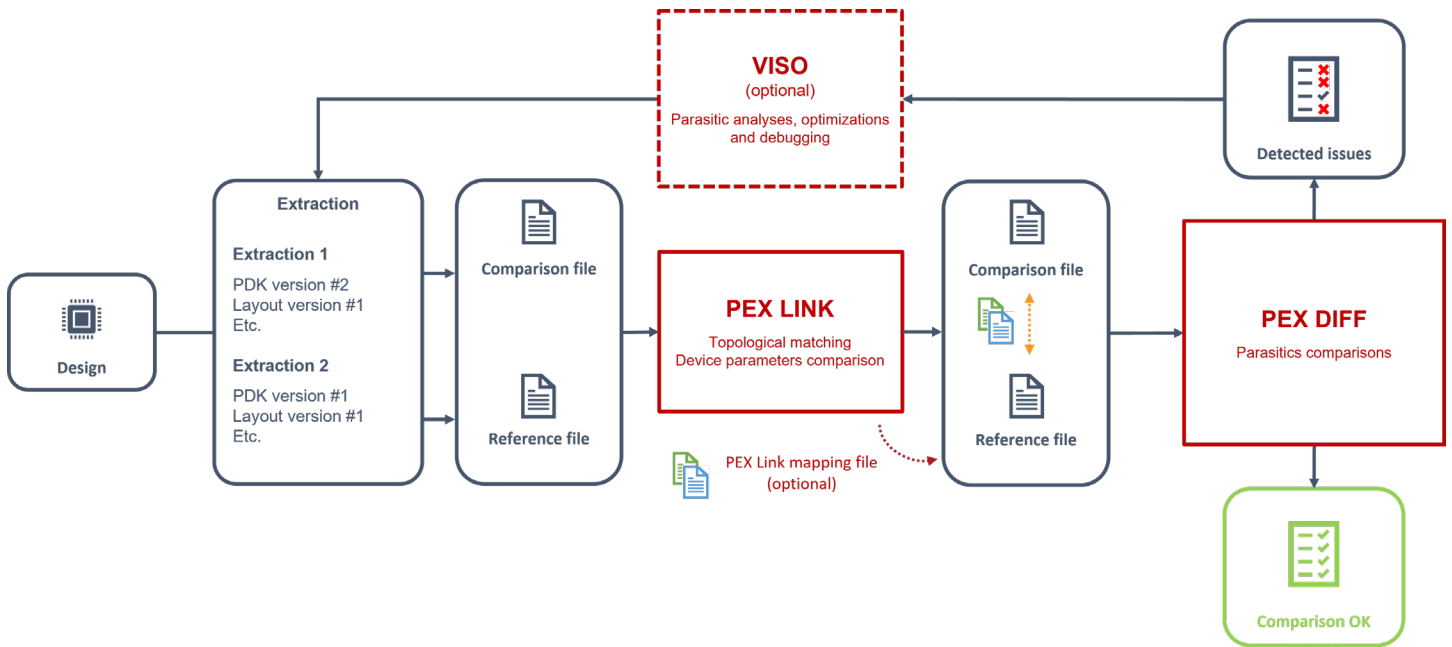 VISO
(optional)
Parasitic analyses, optimizations
and debugging
Detected issues
Extraction
Extraction 1
PDK version #2
Layout version #1
Etc.
Extraction 2
PDK version #1
Layout version #1
Etc.
Design
Comparison file
Reference file
PEX LINK
Topological matching
Device parameters comparison
PEX Link mapping file
(optional)
Comparison file
Reference file
PEX DIFF
Parasitics comparisons
Comparison OK